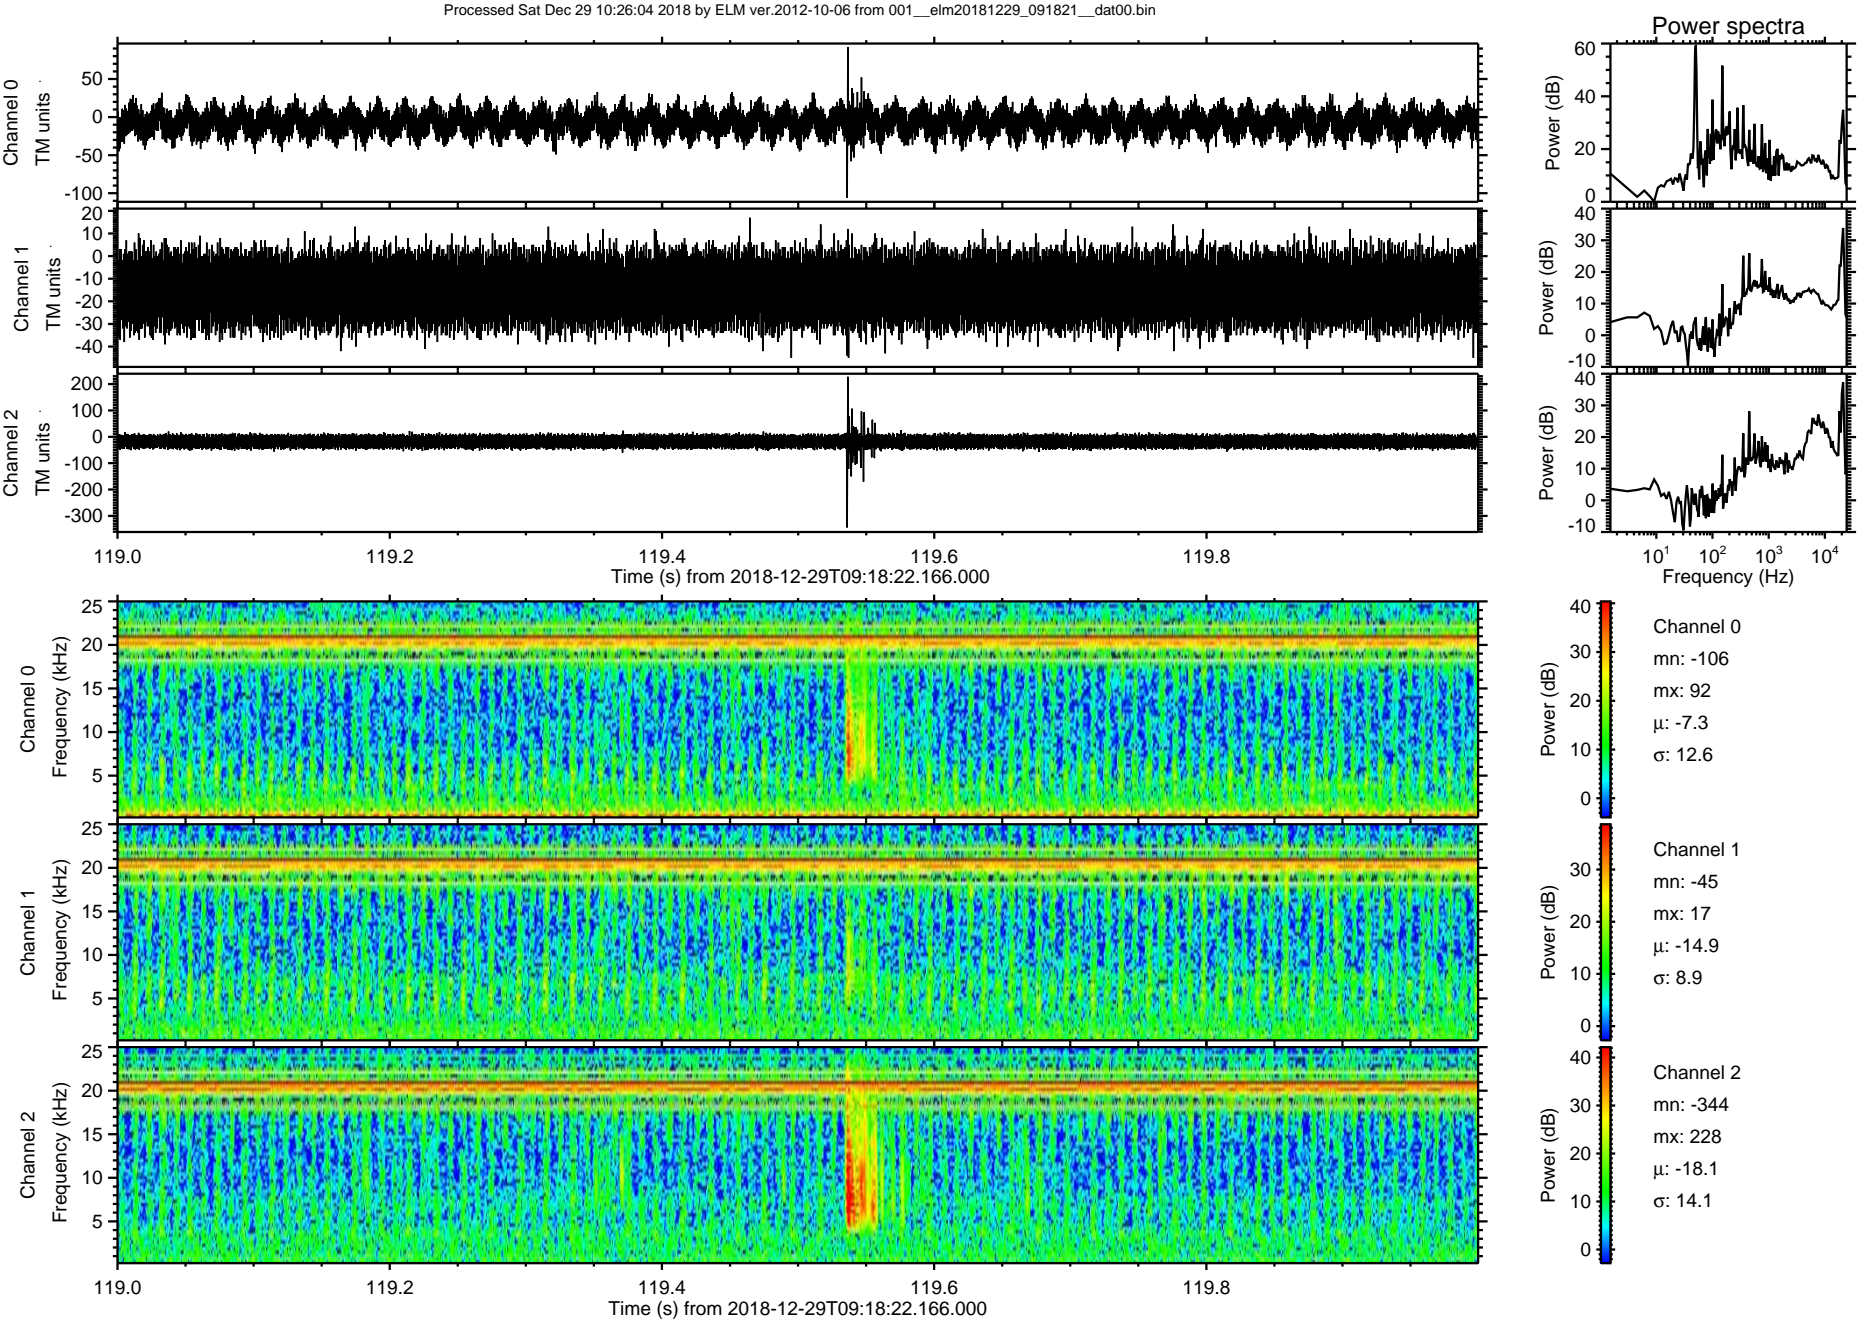 Processed Sat Dec 29 10:26:04 2018 by ELM ver.2012-10-06 from 001__elm20181229_091821__dat00.bin
Power spectra
Channel 0
TM units
50
0
-50
-100
Power (dB)
60
40
20
0
Channel 1
TM units
20
10
0
-10
-20
-30
-40
Power (dB)
40
30
20
10
0
-10
Channel 2
TM units
200
100
0
-100
-200
-300
Power (dB)
40
30
20
10
0
-10
119.0 119.2 119.4 119.6 119.8
Time (s) from 2018-12-29T09:18:22.166.000
10¹ 10² 10³ 10⁴
Frequency (Hz)
Channel 0
Frequency (kHz)
25
20
15
10
5
Power (dB)
40
30
20
10
0
Channel 0
mn: -106
mx: 92
μ: -7.3
σ: 12.6
Channel 1
Frequency (kHz)
25
20
15
10
5
Power (dB)
30
20
10
0
Channel 1
mn: -45
mx: 17
μ: -14.9
σ: 8.9
Channel 2
Frequency (kHz)
25
20
15
10
5
Power (dB)
40
30
20
10
0
Channel 2
mn: -344
mx: 228
μ: -18.1
σ: 14.1
119.0 119.2 119.4 119.6 119.8
Time (s) from 2018-12-29T09:18:22.166.000